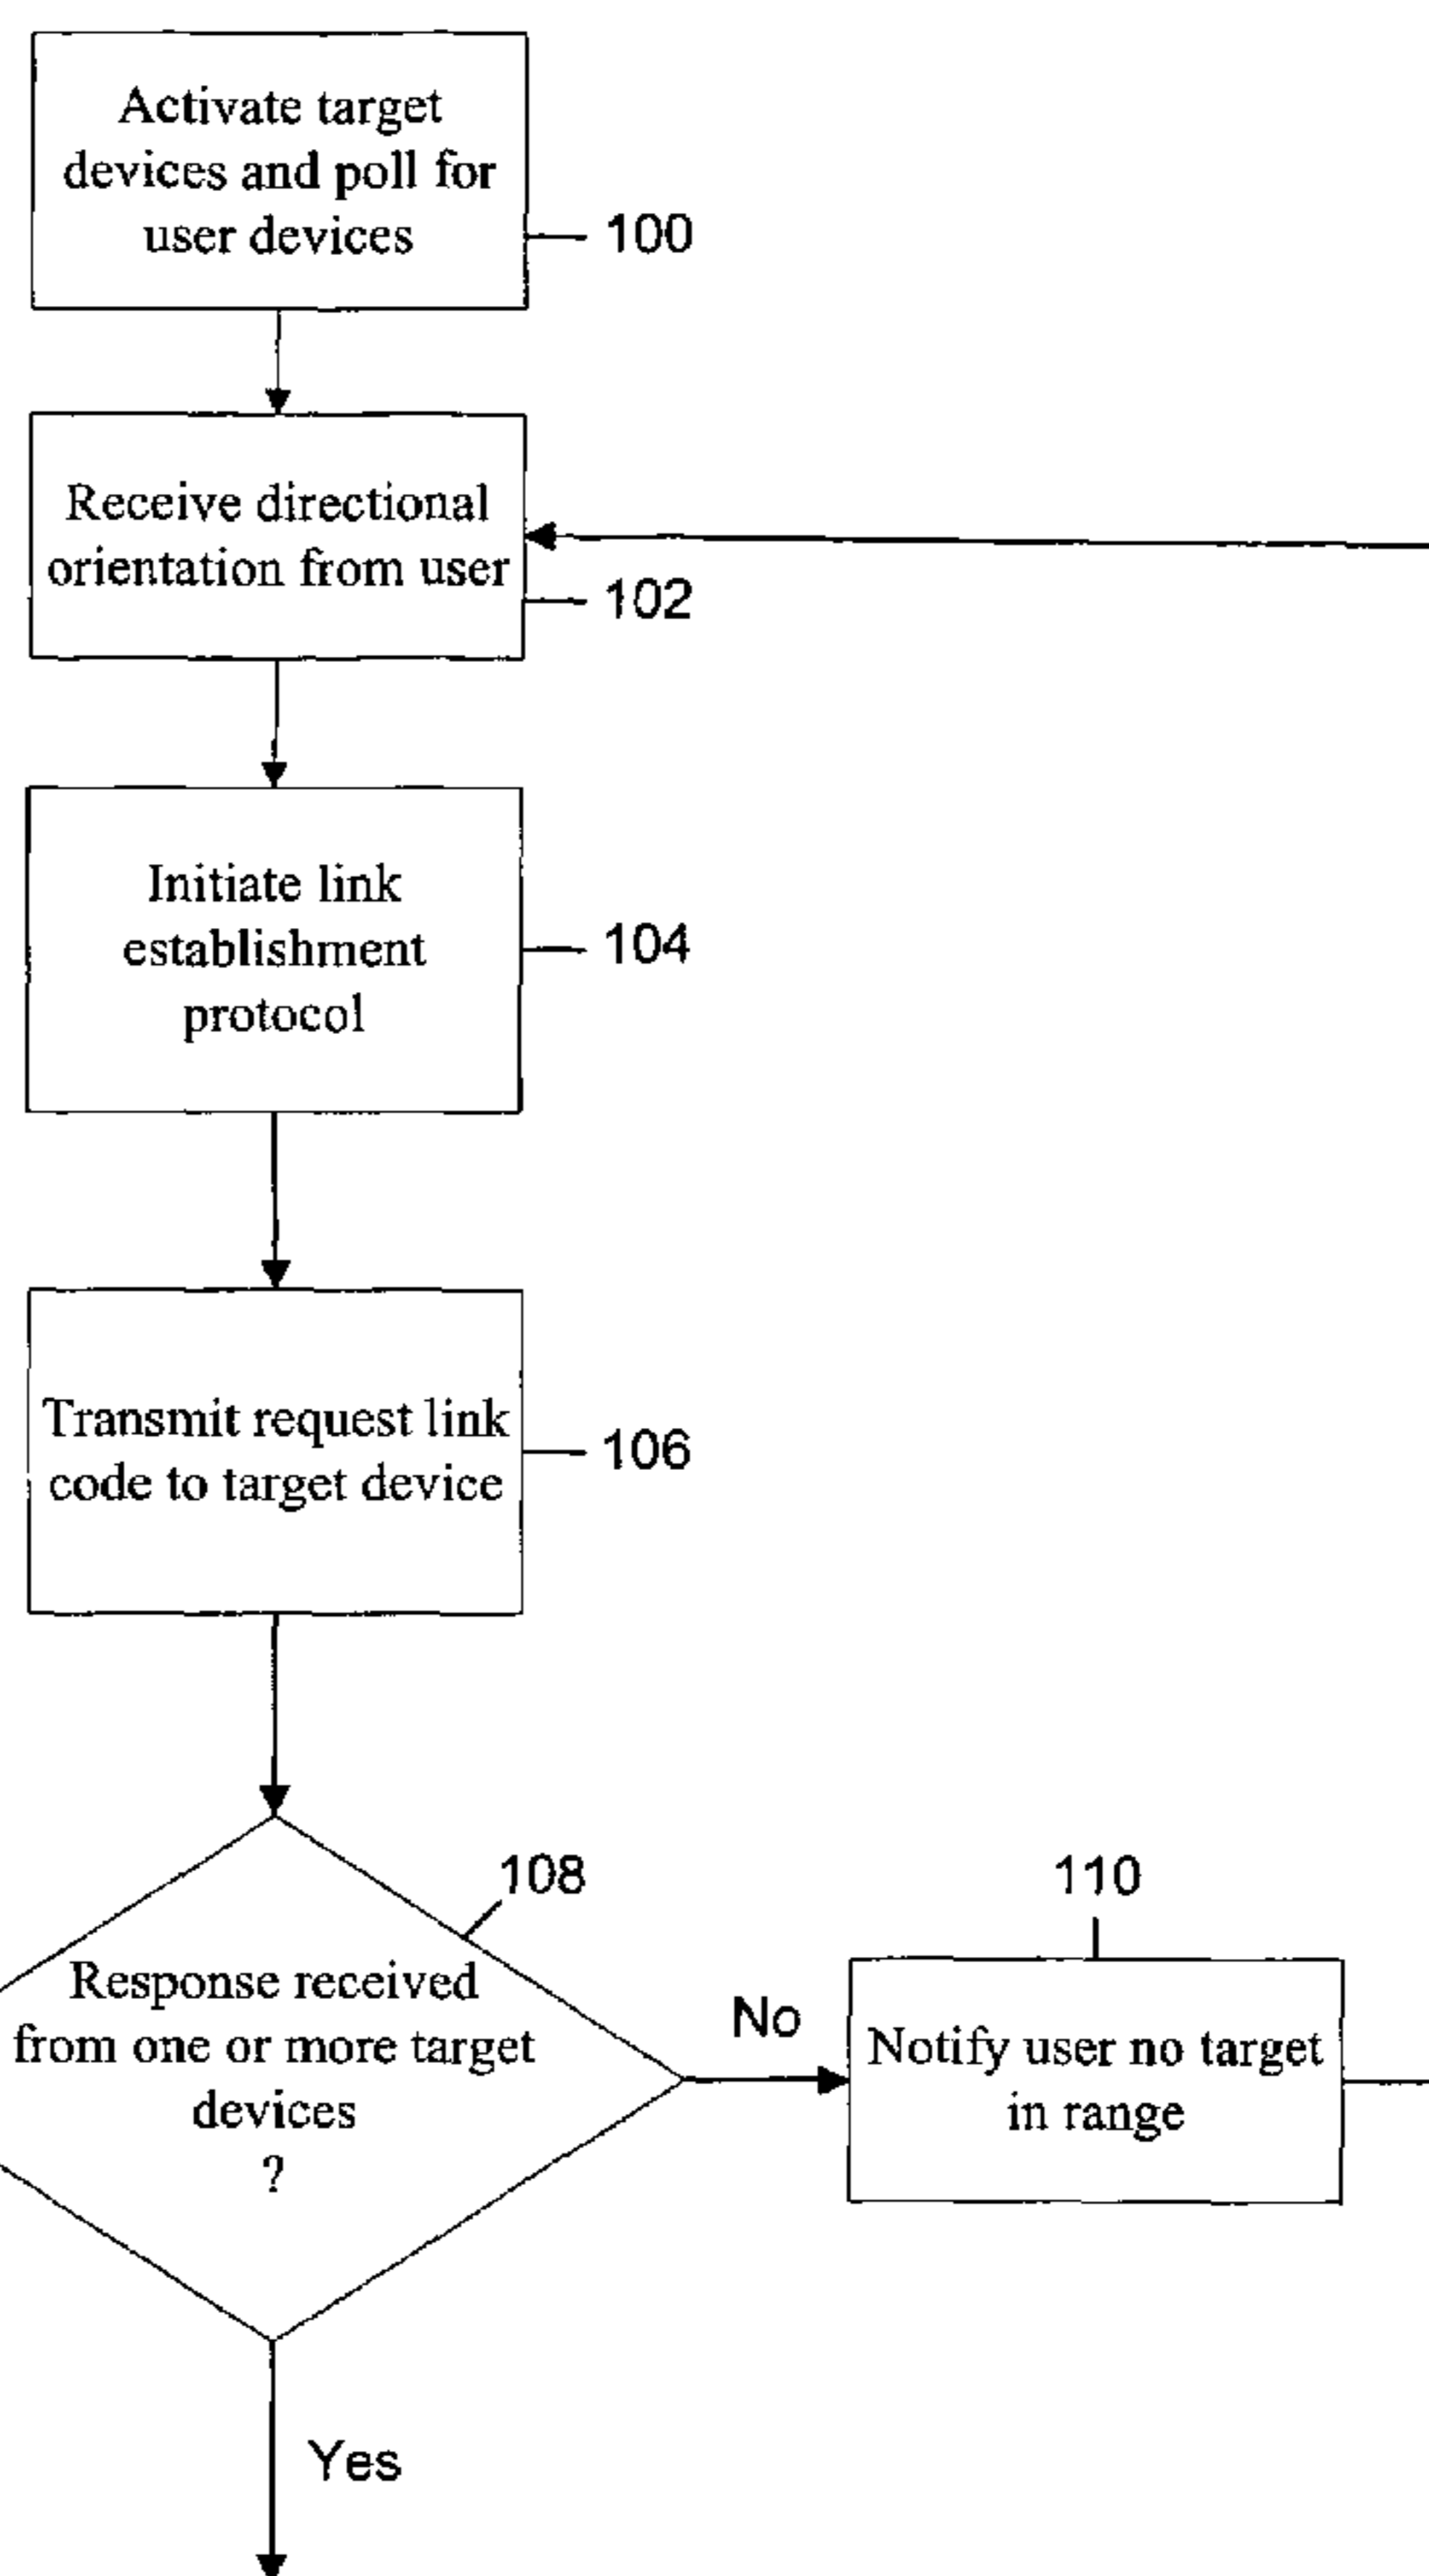 Activate target
devices and poll for
user devices
100
Receive directional
orientation from user
102
Initiate link
establishment
protocol
104
Transmit request link
code to target device
106
108
Response received
from one or more target
devices
?
No
110
Notify user no target
in range
Yes